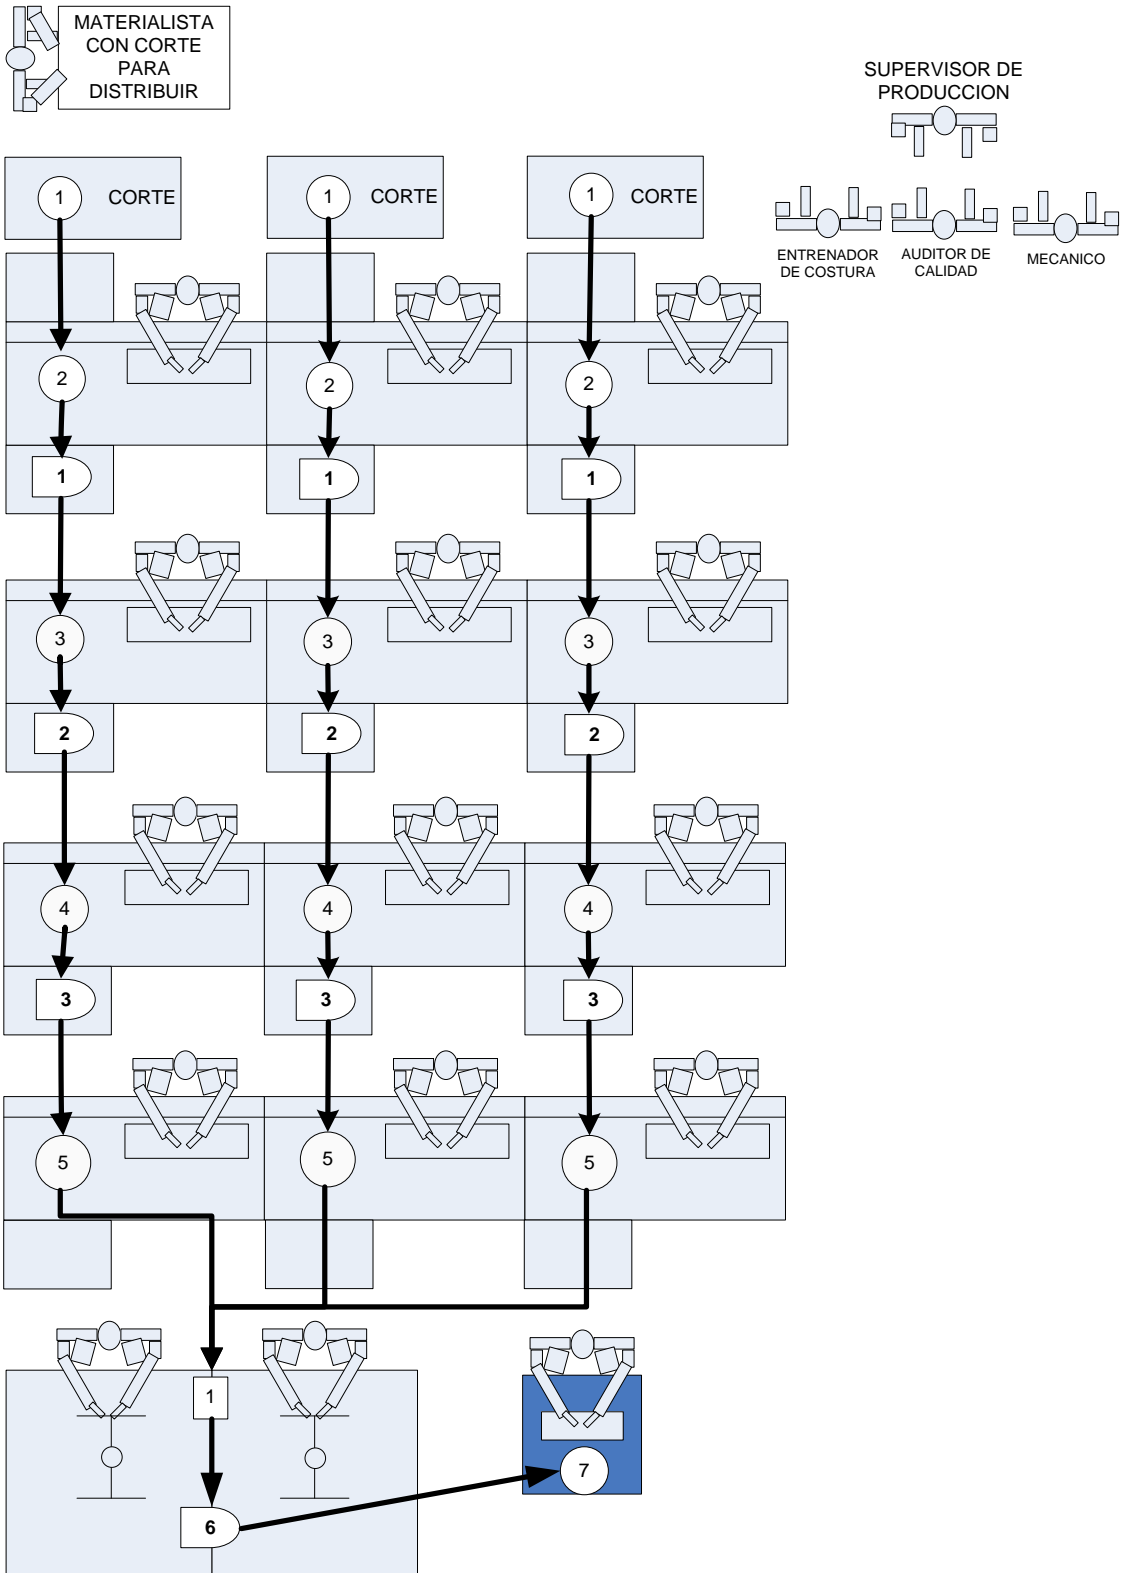 MATERIALISTA
CON CORTE
PARA
DISTRIBUIR
SUPERVISOR DE
PRODUCCION
ENTRENADOR
DE COSTURA
AUDITOR DE
CALIDAD
MECANICO
1 CORTE
1 CORTE
1 CORTE
2
2
2
1
1
1
3
3
3
2
2
2
4
4
4
3
3
3
5
5
5
1
7
6